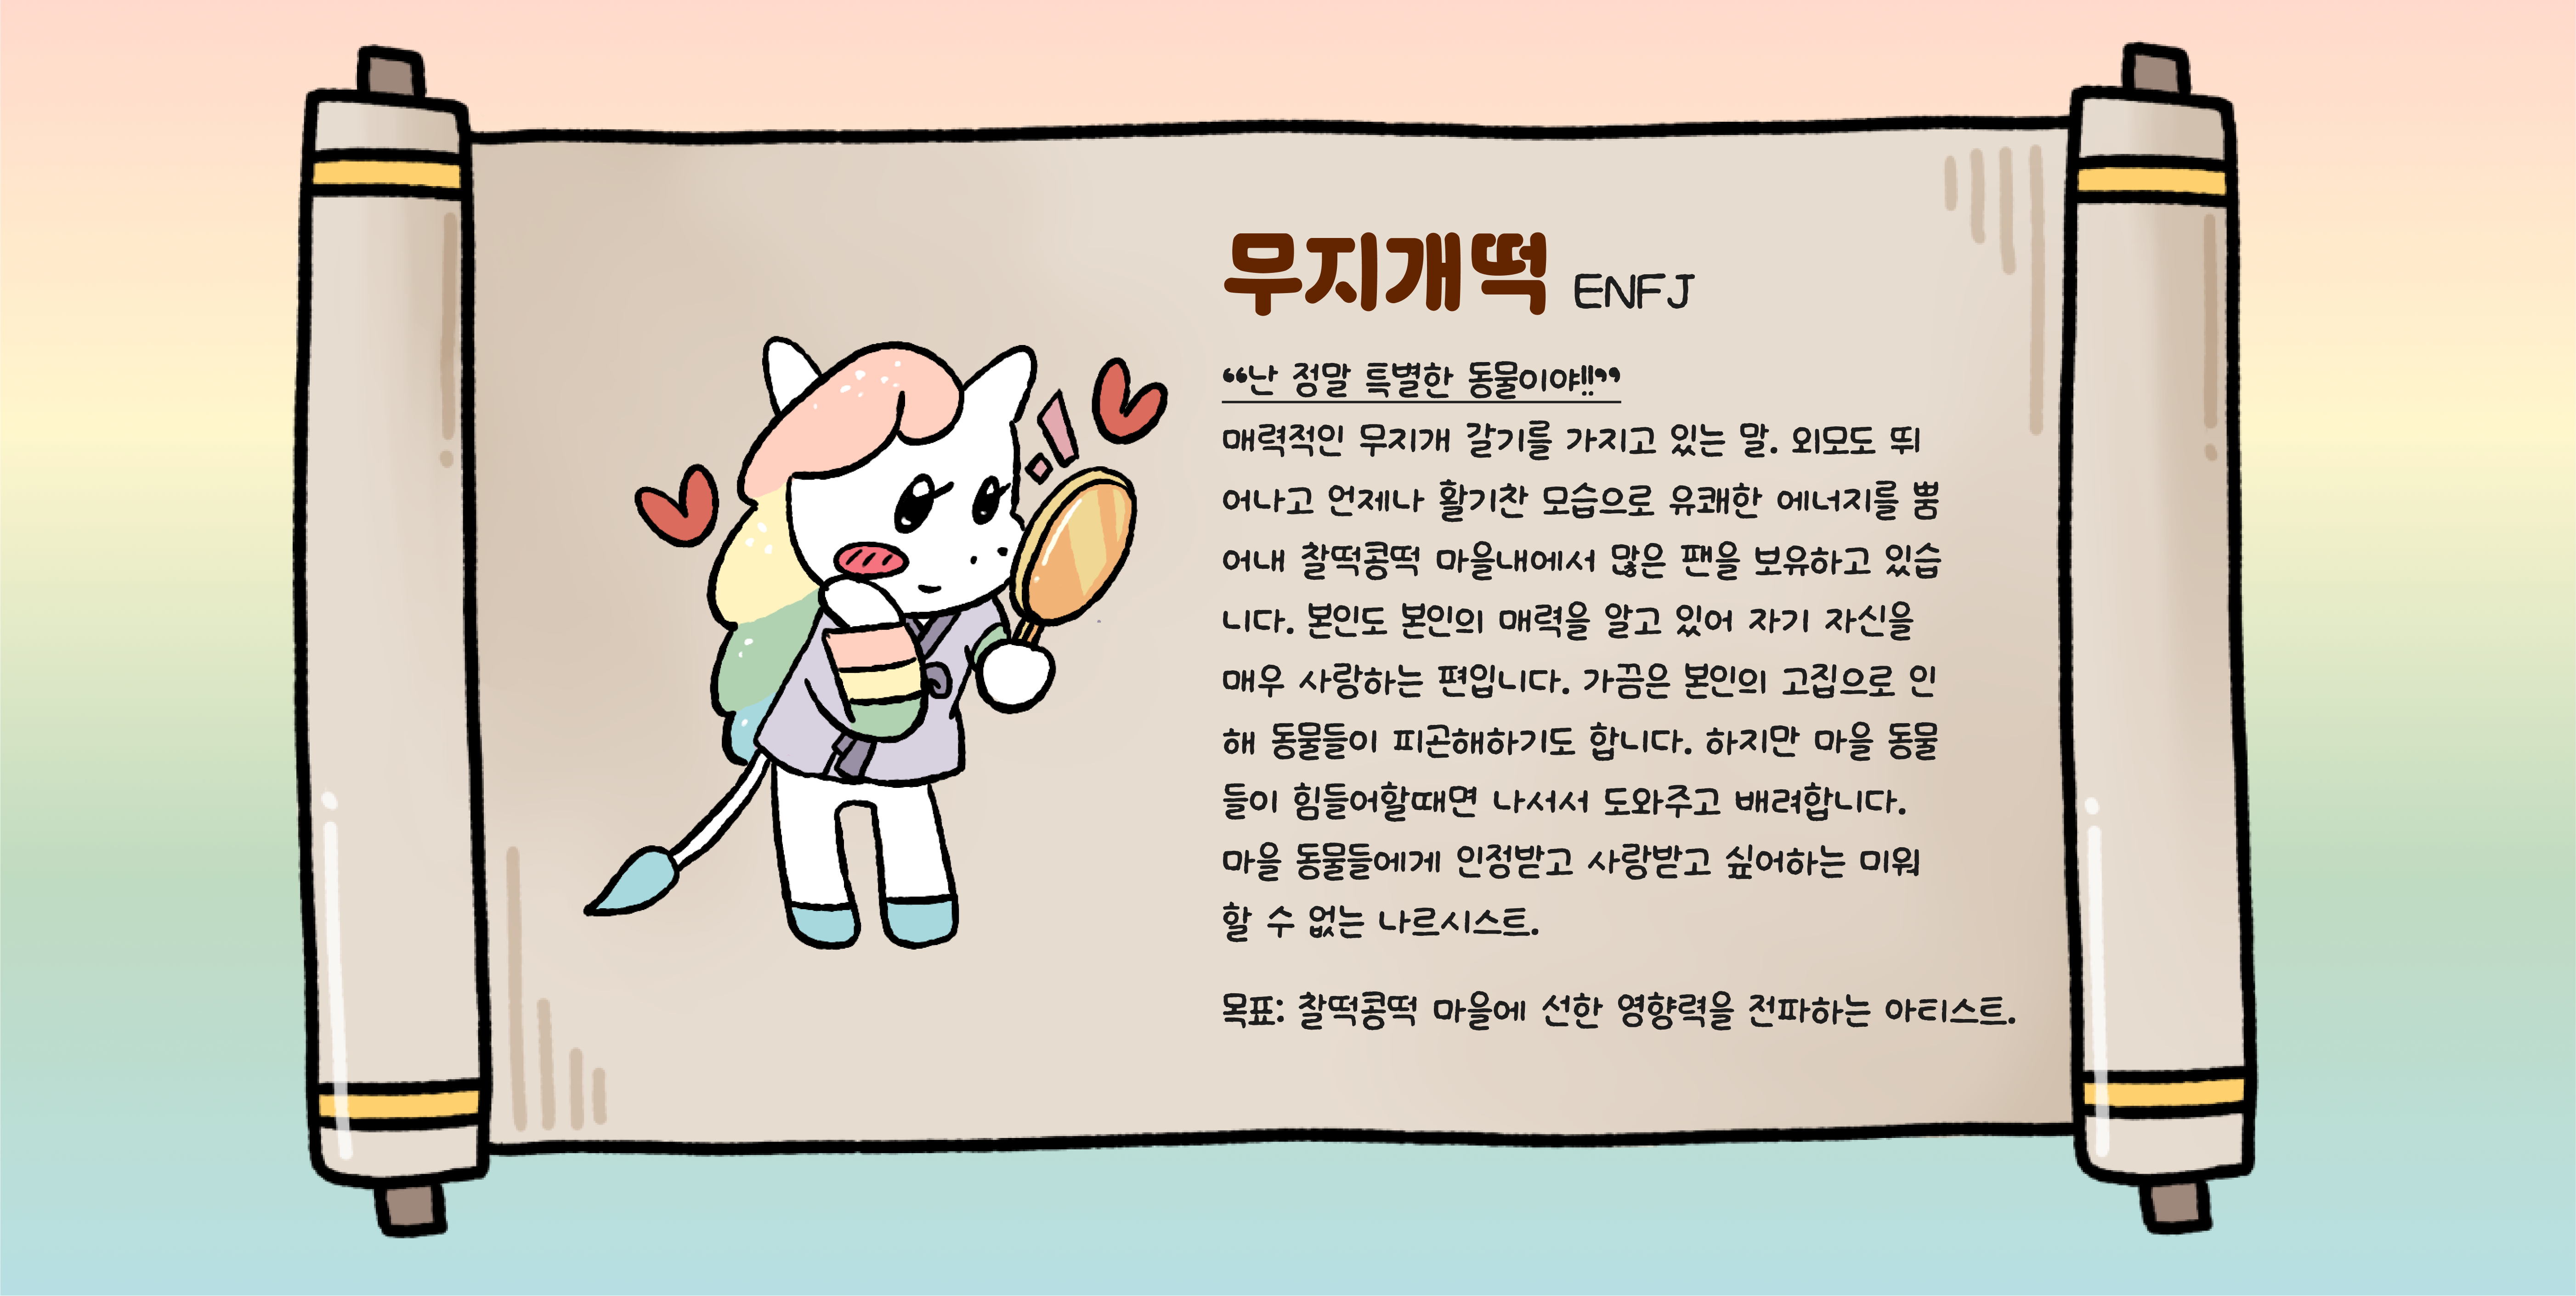 무지개떡 ENFJ
“난 정말 특별한 동물이야!!”
매력적인 무지개 갈기를 가지고 있는 말. 외모도 뛰
어나고 언제나 활기찬 모습으로 유쾌한 에너지를 뿜
어내 찰떡콩떡 마을내에서 많은 팬을 보유하고 있습
니다. 본인도 본인의 매력을 알고 있어 자기 자신을
매우 사랑하는 편입니다. 가끔은 본인의 고집으로 인
해 동물들이 피곤해하기도 합니다. 하지만 마을 동물
들이 힘들어할때면 나서서 도와주고 배려합니다.
마을 동물들에게 인정받고 사랑받고 싶어하는 미워
할 수 없는 나르시스트.
목표: 찰떡콩떡 마을에 선한 영향력을 전파하는 아티스트.